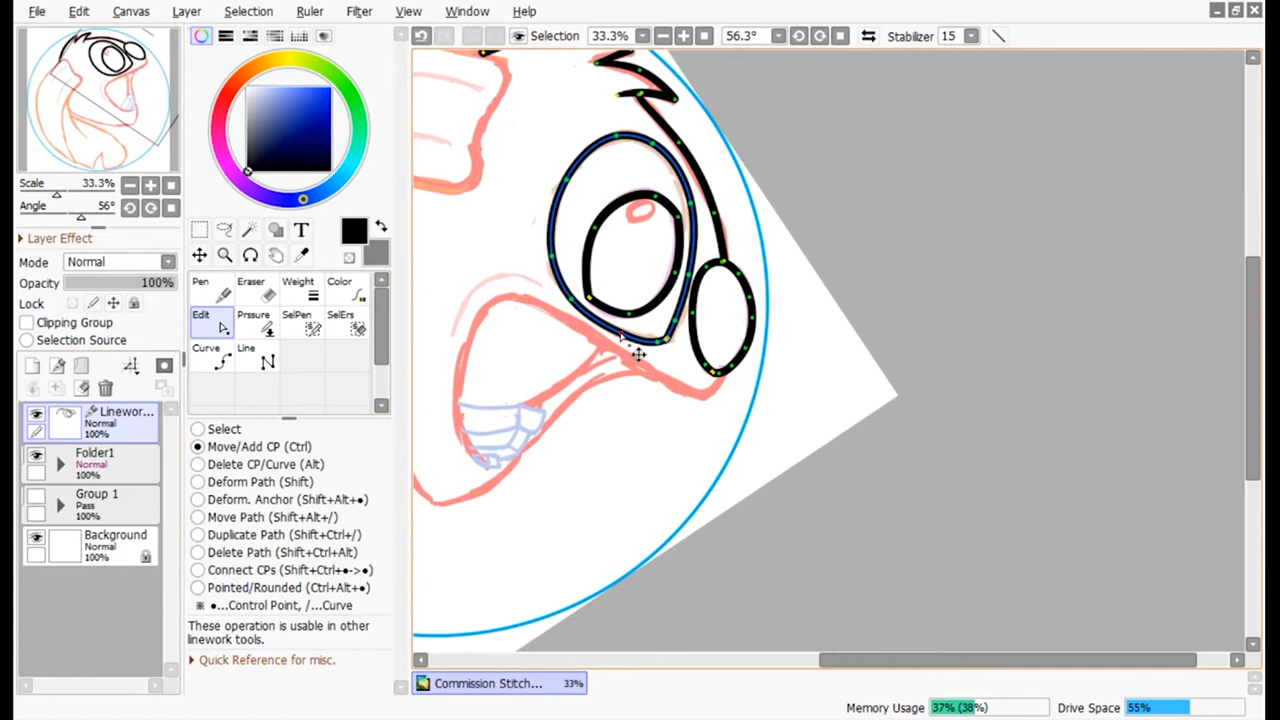 File Edit Canvas Layer Selection Ruler Filter View Window Help
Selection 33.3% 56.3° Stabilizer 15
Scale 33.3%
Angle 56°
Layer Effect
Mode Normal
Opacity 100%
Lock
Clipping Group
Selection Source
Linewor...
Normal
100%
Folder1
Normal
100%
Group 1
Pass
100%
Background
Normal
100%
T
Pen Eraser Weight Color
Edit Prssure SelPen SelErs
Curve Line
Select
Move/Add CP (Ctrl)
Delete CP/Curve (Alt)
Deform Path (Shift)
Deform. Anchor (Shift+Alt+●)
Move Path (Shift+Alt+/)
Duplicate Path (Shift+Ctrl+/)
Delete Path (Shift+Ctrl+Alt)
Connect CPs (Shift+Ctrl+●->●)
Pointed/Rounded (Ctrl+Alt+●)
※ ●...Control Point, /...Curve
These operation is usable in other
linework tools.
Quick Reference for misc.
Commission Stitch... 33%
Memory Usage 37% (38%) Drive Space 55%